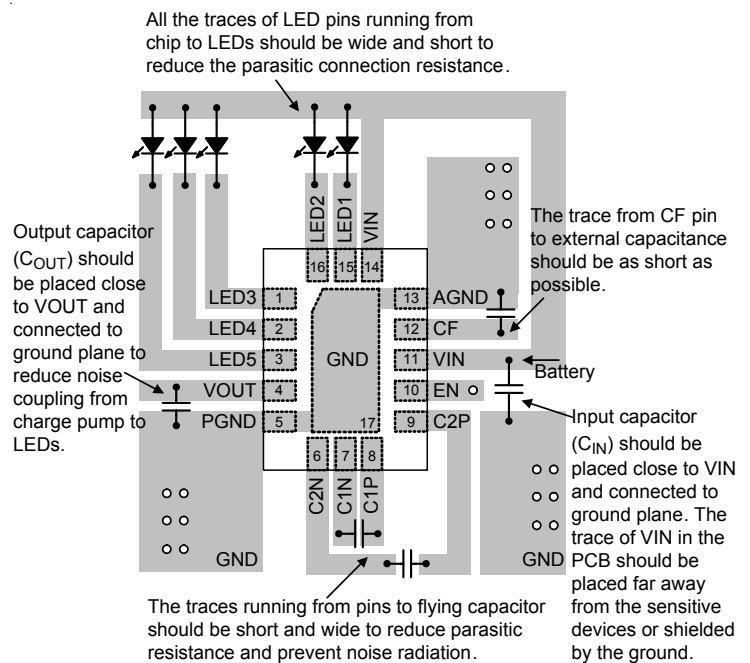 All the traces of LED pins running from
chip to LEDs should be wide and short to
reduce the parasitic connection resistance.
Output capacitor
(COUT) should
be placed close
to VOUT and
connected to
ground plane to
reduce noise
coupling from
charge pump to
LEDs.
LED2
LED1
VIN
16
15
14
LED3 1
LED4 2
LED5 3
VOUT 4
PGND 5
GND
17
13 AGND
12 CF
11 VIN
10 EN
9 C2P
6
7
8
C2N
C1N
C1P
The trace from CF pin
to external capacitance
should be as short as
possible.
Battery
Input capacitor
(CIN) should be
placed close to VIN
and connected to
ground plane. The
trace of VIN in the
PCB should be
placed far away
from the sensitive
devices or shielded
by the ground.
GND
GND
The traces running from pins to flying capacitor
should be short and wide to reduce parasitic
resistance and prevent noise radiation.